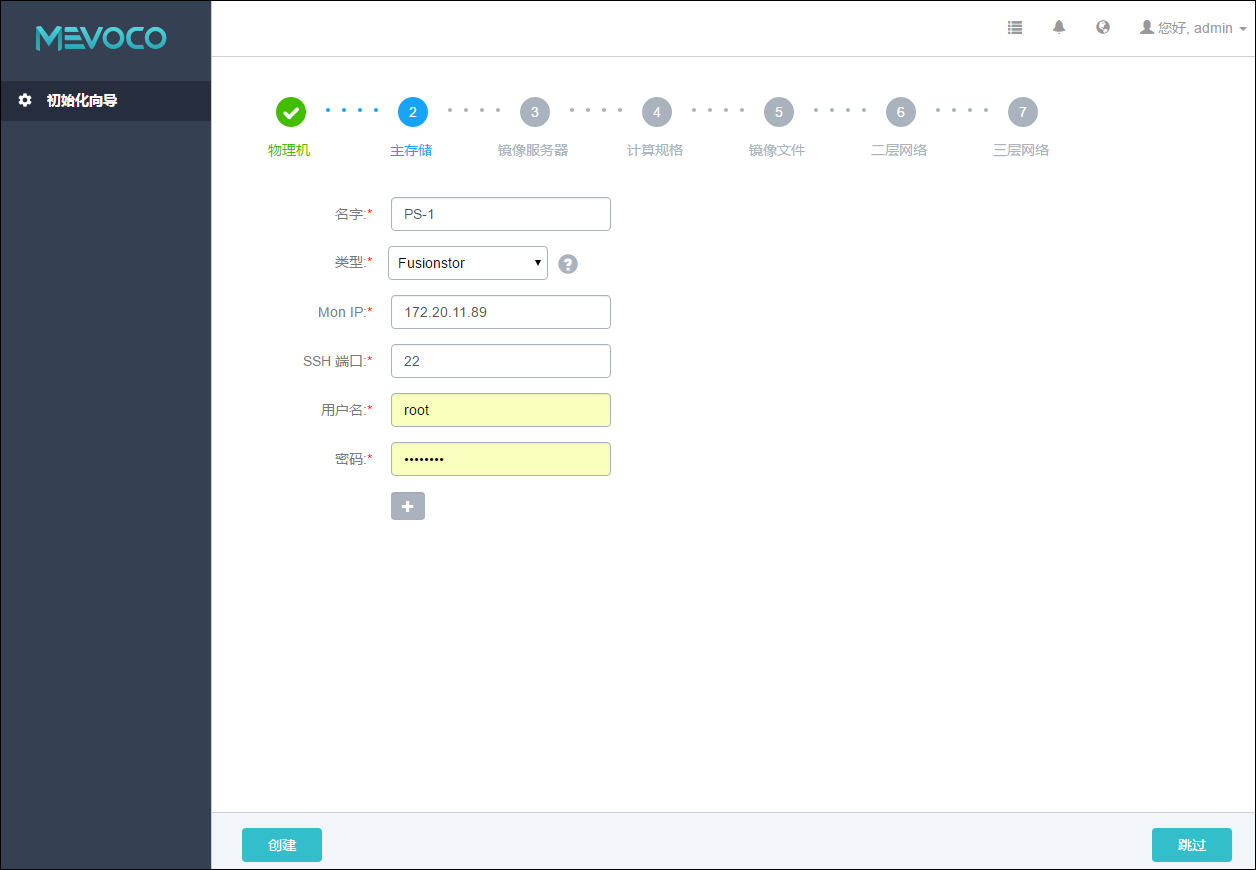 MEVOCO
您好, admin
初始化向导
2 3 4 5 6 7
物理机 主存储 镜像服务器 计算规格 镜像文件 二层网络 三层网络
名字:* PS-1
类型:* Fusionstor
Mon IP:* 172.20.11.89
SSH 端口:* 22
用户名:* root
密码:* ••••••••
创建 跳过